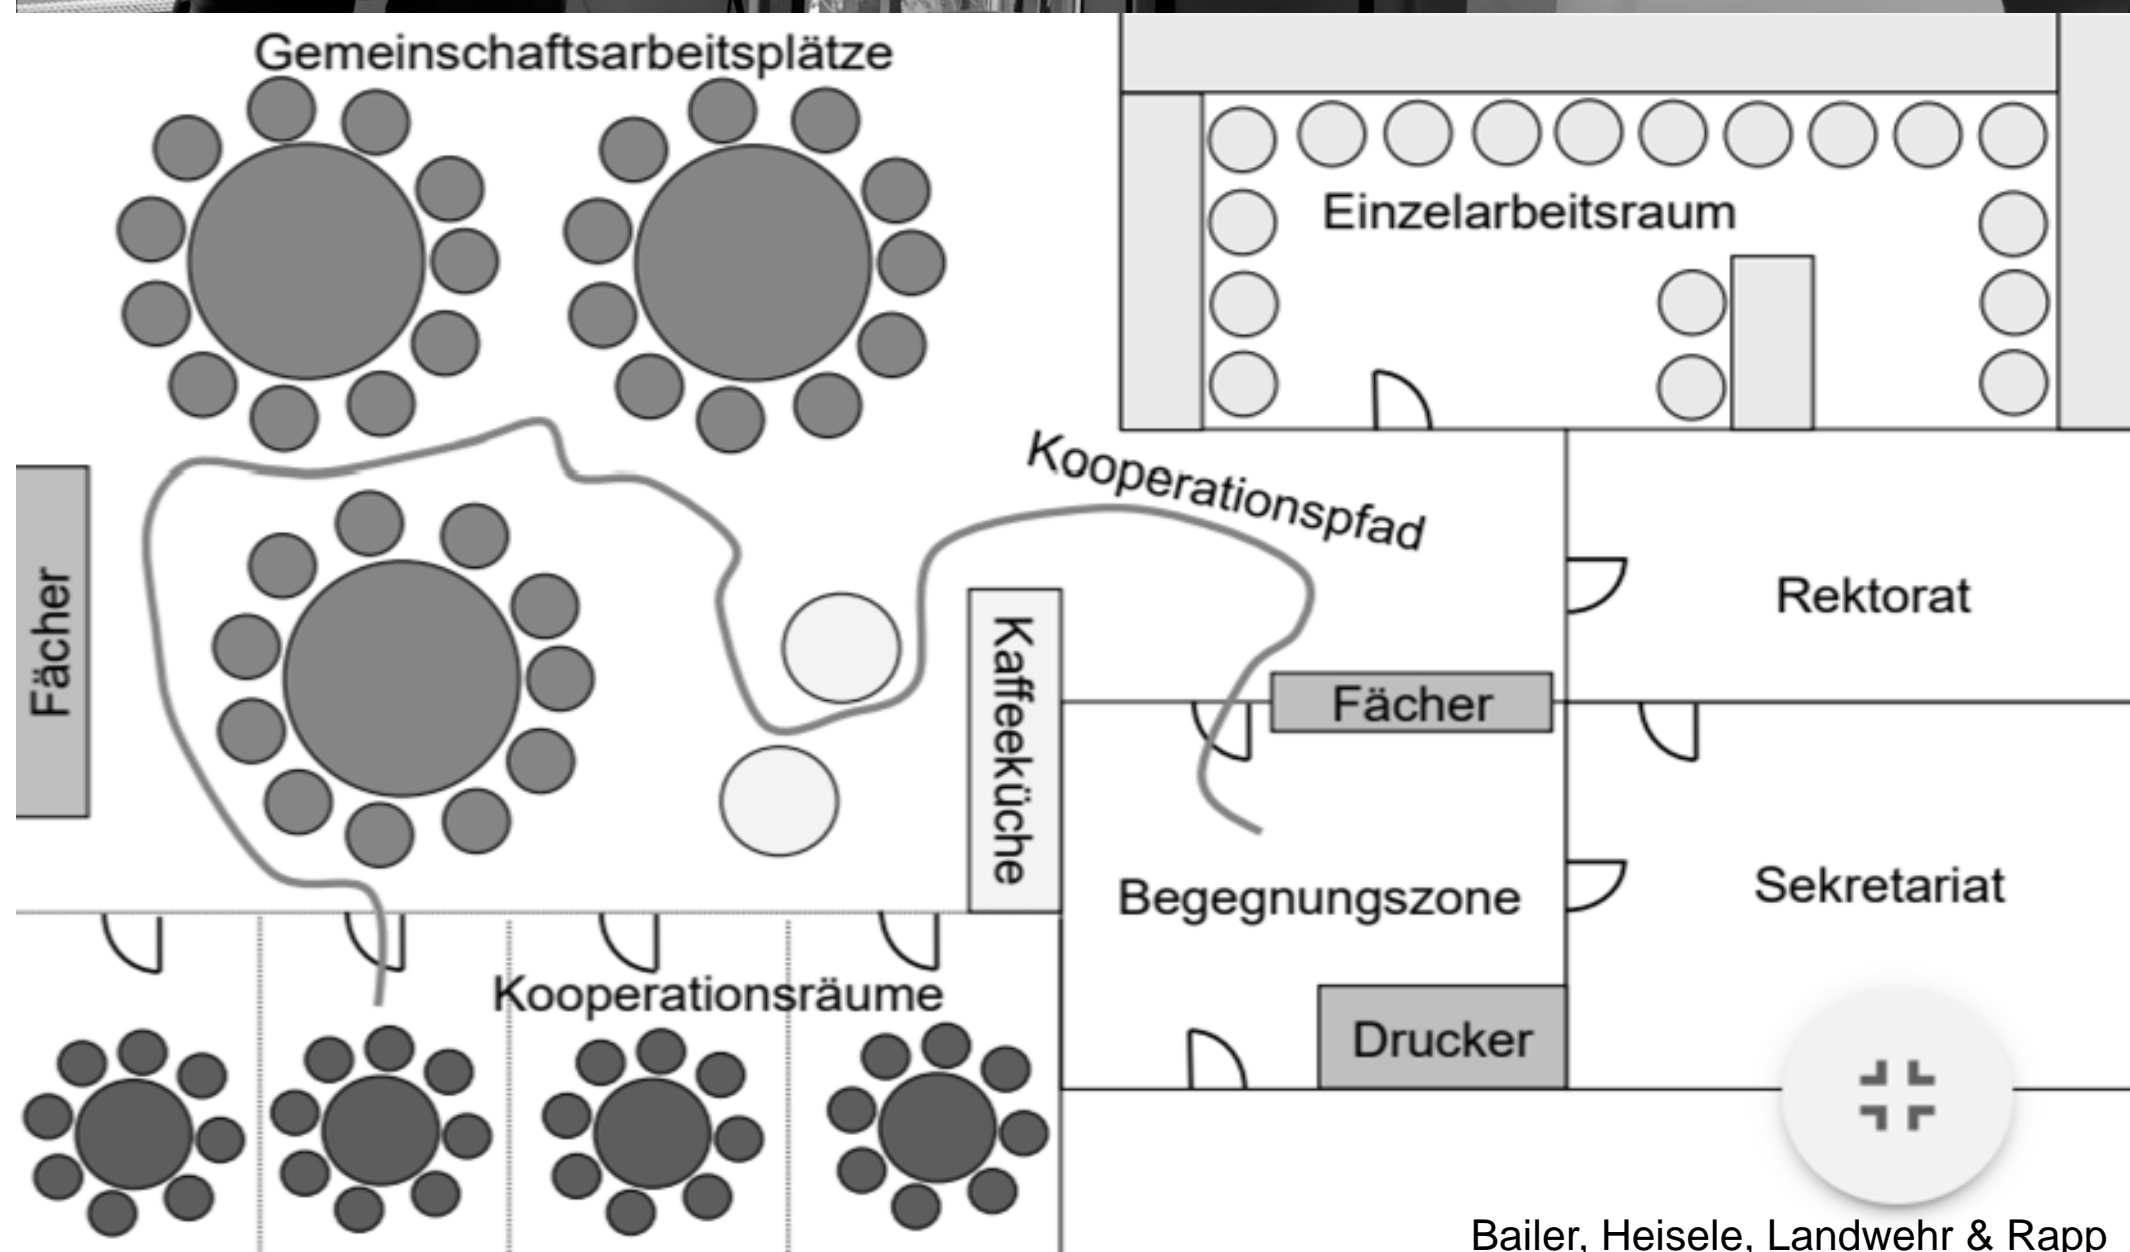 Gemeinschaftsarbeitsplätze
Einzelarbeitsraum
Kooperationspfad
Fächer
Kaffeeküche
Rektorat
Fächer
Begegnungszone
Sekretariat
Kooperationsräume
Drucker
Bailer, Heisele, Landwehr & Rapp